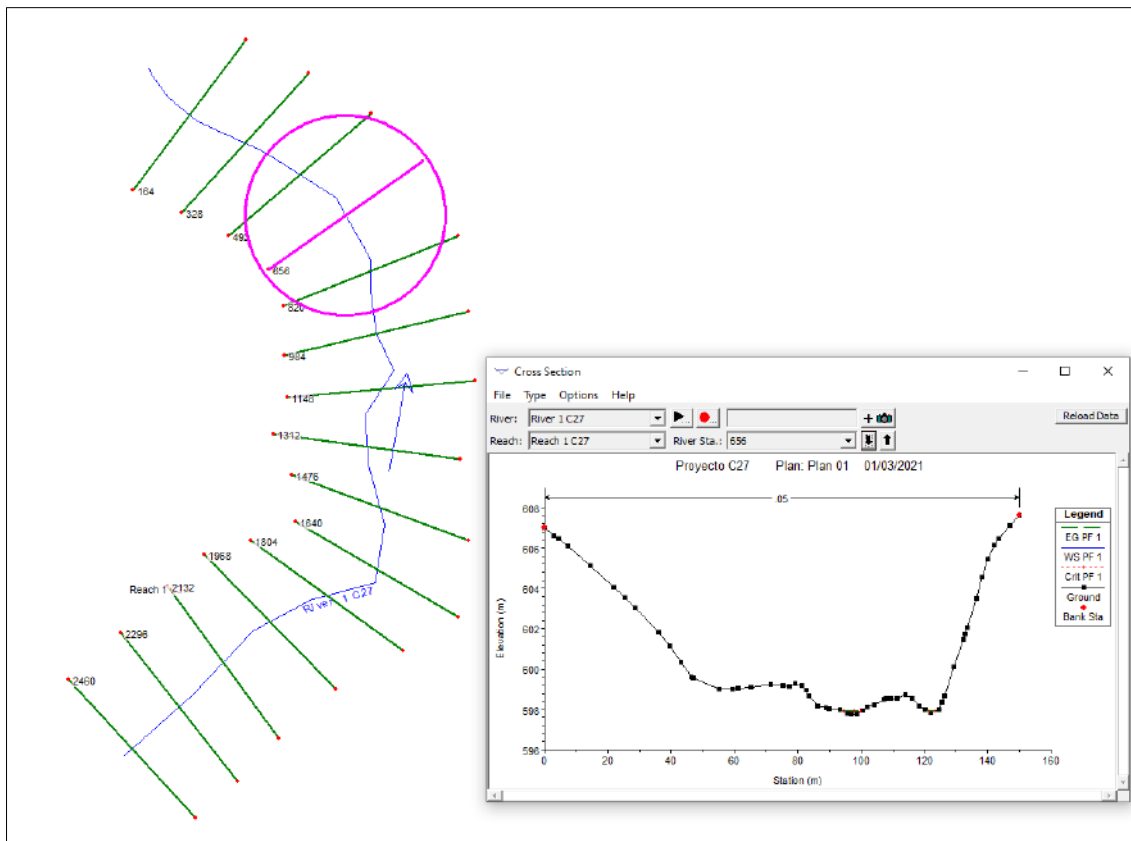 164
328
492
656
820
984
1148
1312
1476
1640
1804
1968
Reach 1
2132
River 1 C27
2296
2460
Cross Section
File Type Options Help
River: River 1 C27
Reload Data
Reach: Reach 1 C27 River Sta.: 656
Proyecto C27 Plan: Plan 01 01/03/2021
.05
608
606
604
602
600
598
596
Elevation (m)
0 20 40 60 80 100 120 140 160
Station (m)
Legend
EG PF 1
WS PF 1
Crit PF 1
Ground
Bank Sta